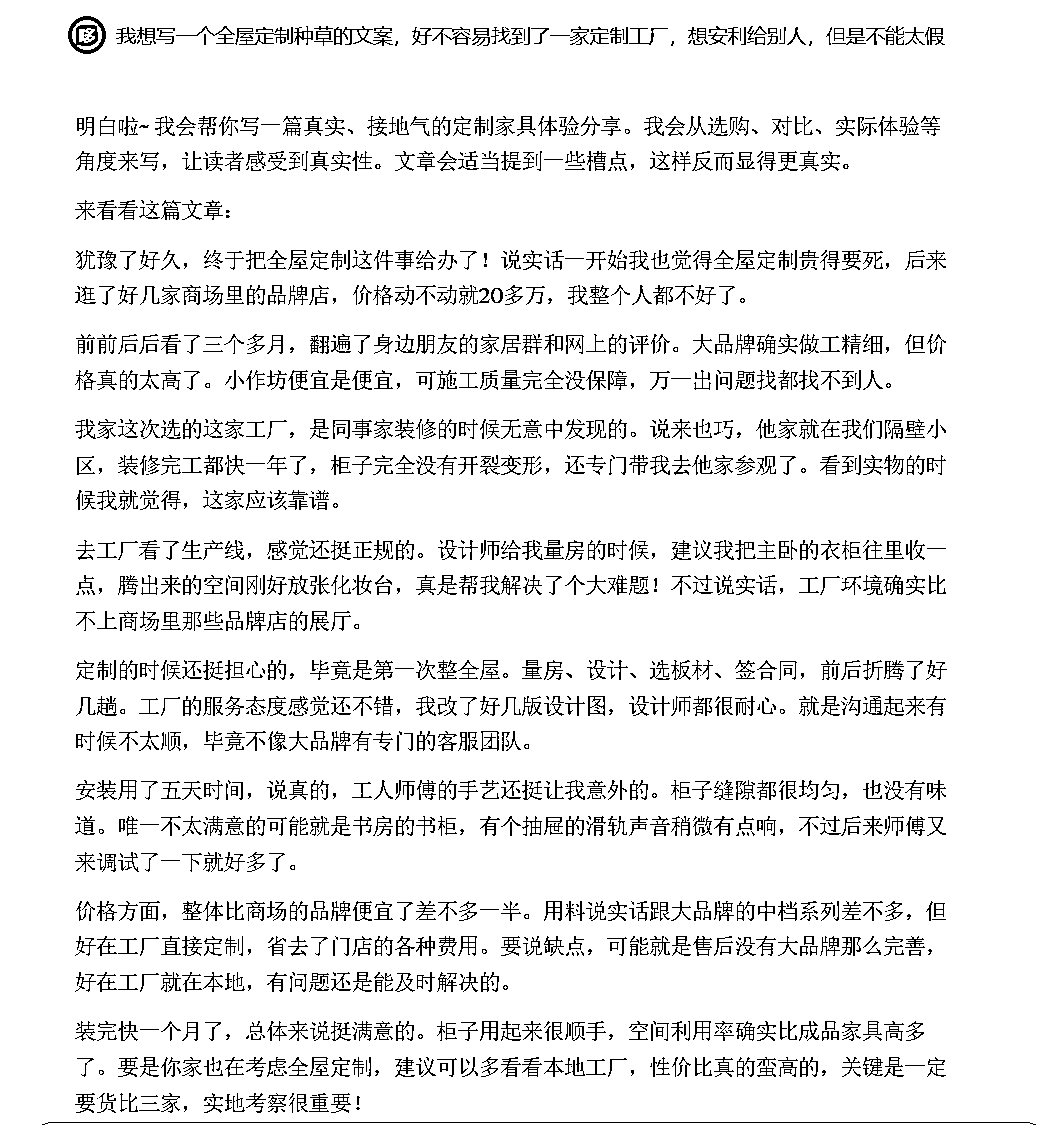 我想写一个全屋定制种草的文案，好不容易找到了一家定制工厂，想安利给别人，但是不能太假
明白啦~ 我会帮你写一篇真实、接地气的定制家具体验分享。我会从选购、对比、实际体验等
角度来写，让读者感受到真实性。文章会适当提到一些槽点，这样反而显得更真实。
来看看这篇文章：
犹豫了好久，终于把全屋定制这件事给办了！说实话一开始我也觉得全屋定制贵得要死，后来
逛了好几家商场里的品牌店，价格动不动就20多万，我整个人都不好了。
前前后后看了三个多月，翻遍了身边朋友的家居群和网上的评价。大品牌确实做工精细，但价
格真的太高了。小作坊便宜是便宜，可施工质量完全没保障，万一出问题找都找不到人。
我家这次选的这家工厂，是同事家装修的时候无意中发现的。说来也巧，他家就在我们隔壁小
区，装修完工都快一年了，柜子完全没有开裂变形，还专门带我去他家参观了。看到实物的时
候我就觉得，这家应该靠谱。
去工厂看了生产线，感觉还挺正规的。设计师给我量房的时候，建议我把主卧的衣柜往里收一
点，腾出来的空间刚好放张化妆台，真是帮我解决了个大难题！不过说实话，工厂环境确实比
不上商场里那些品牌店的展厅。
定制的时候还挺担心的，毕竟是第一次整全屋。量房、设计、选板材、签合同，前后折腾了好
几趟。工厂的服务态度感觉还不错，我改了好几版设计图，设计师都很耐心。就是沟通起来有
时候不太顺，毕竟不像大品牌有专门的客服团队。
安装用了五天时间，说真的，工人师傅的手艺还挺让我意外的。柜子缝隙都很均匀，也没有味
道。唯一不太满意的可能就是书房的书柜，有个抽屉的滑轨声音稍微有点响，不过后来师傅又
来调试了一下就好多了。
价格方面，整体比商场的品牌便宜了差不多一半。用料说实话跟大品牌的中档系列差不多，但
好在工厂直接定制，省去了门店的各种费用。要说缺点，可能就是售后没有大品牌那么完善，
好在工厂就在本地，有问题还是能及时解决的。
装完快一个月了，总体来说挺满意的。柜子用起来很顺手，空间利用率确实比成品家具高多
了。要是你家也在考虑全屋定制，建议可以多看看本地工厂，性价比真的蛮高的，关键是一定
要货比三家，实地考察很重要！